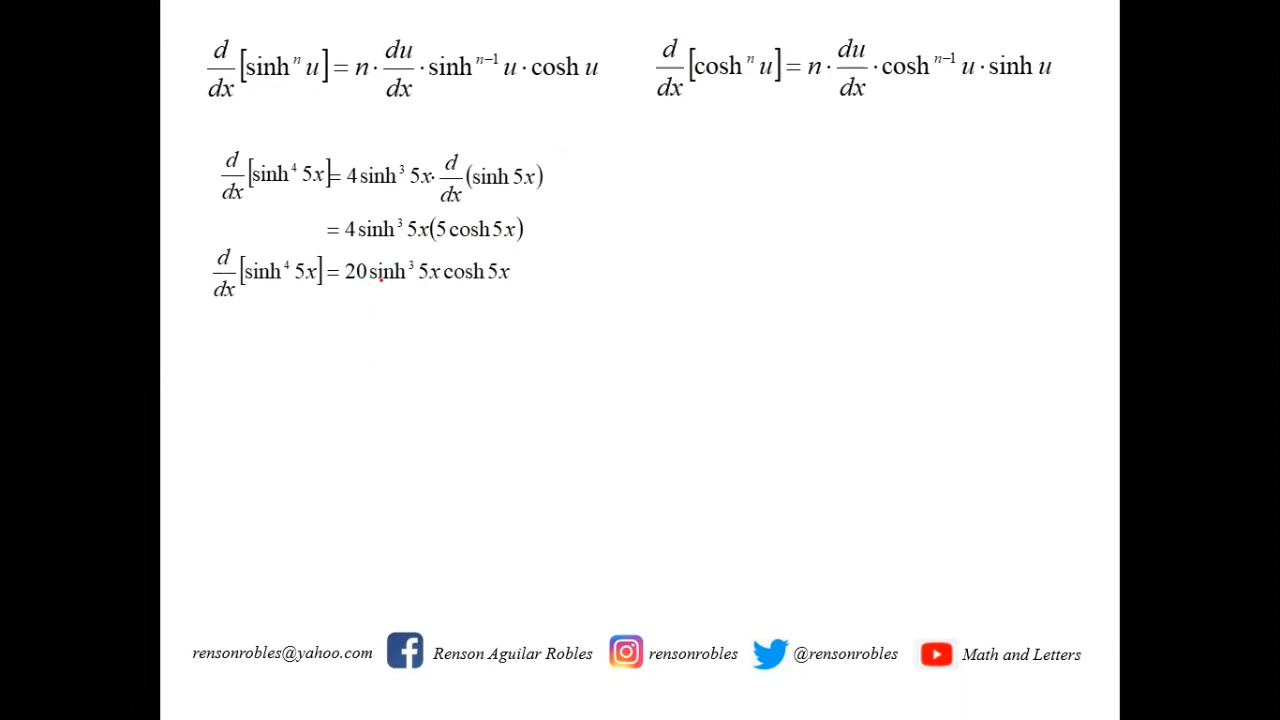 d/dx [sinhⁿ u] = n · du/dx · sinhⁿ⁻¹ u · cosh u
d/dx [coshⁿ u] = n · du/dx · coshⁿ⁻¹ u · sinh u
d/dx [sinh⁴ 5x] = 4 sinh³ 5x · d/dx (sinh 5x)
= 4 sinh³ 5x(5 cosh 5x)
d/dx [sinh⁴ 5x] = 20 sinh³ 5x cosh 5x
rensonrobles@yahoo.com Renson Aguilar Robles rensonrobles @rensonrobles Math and Letters